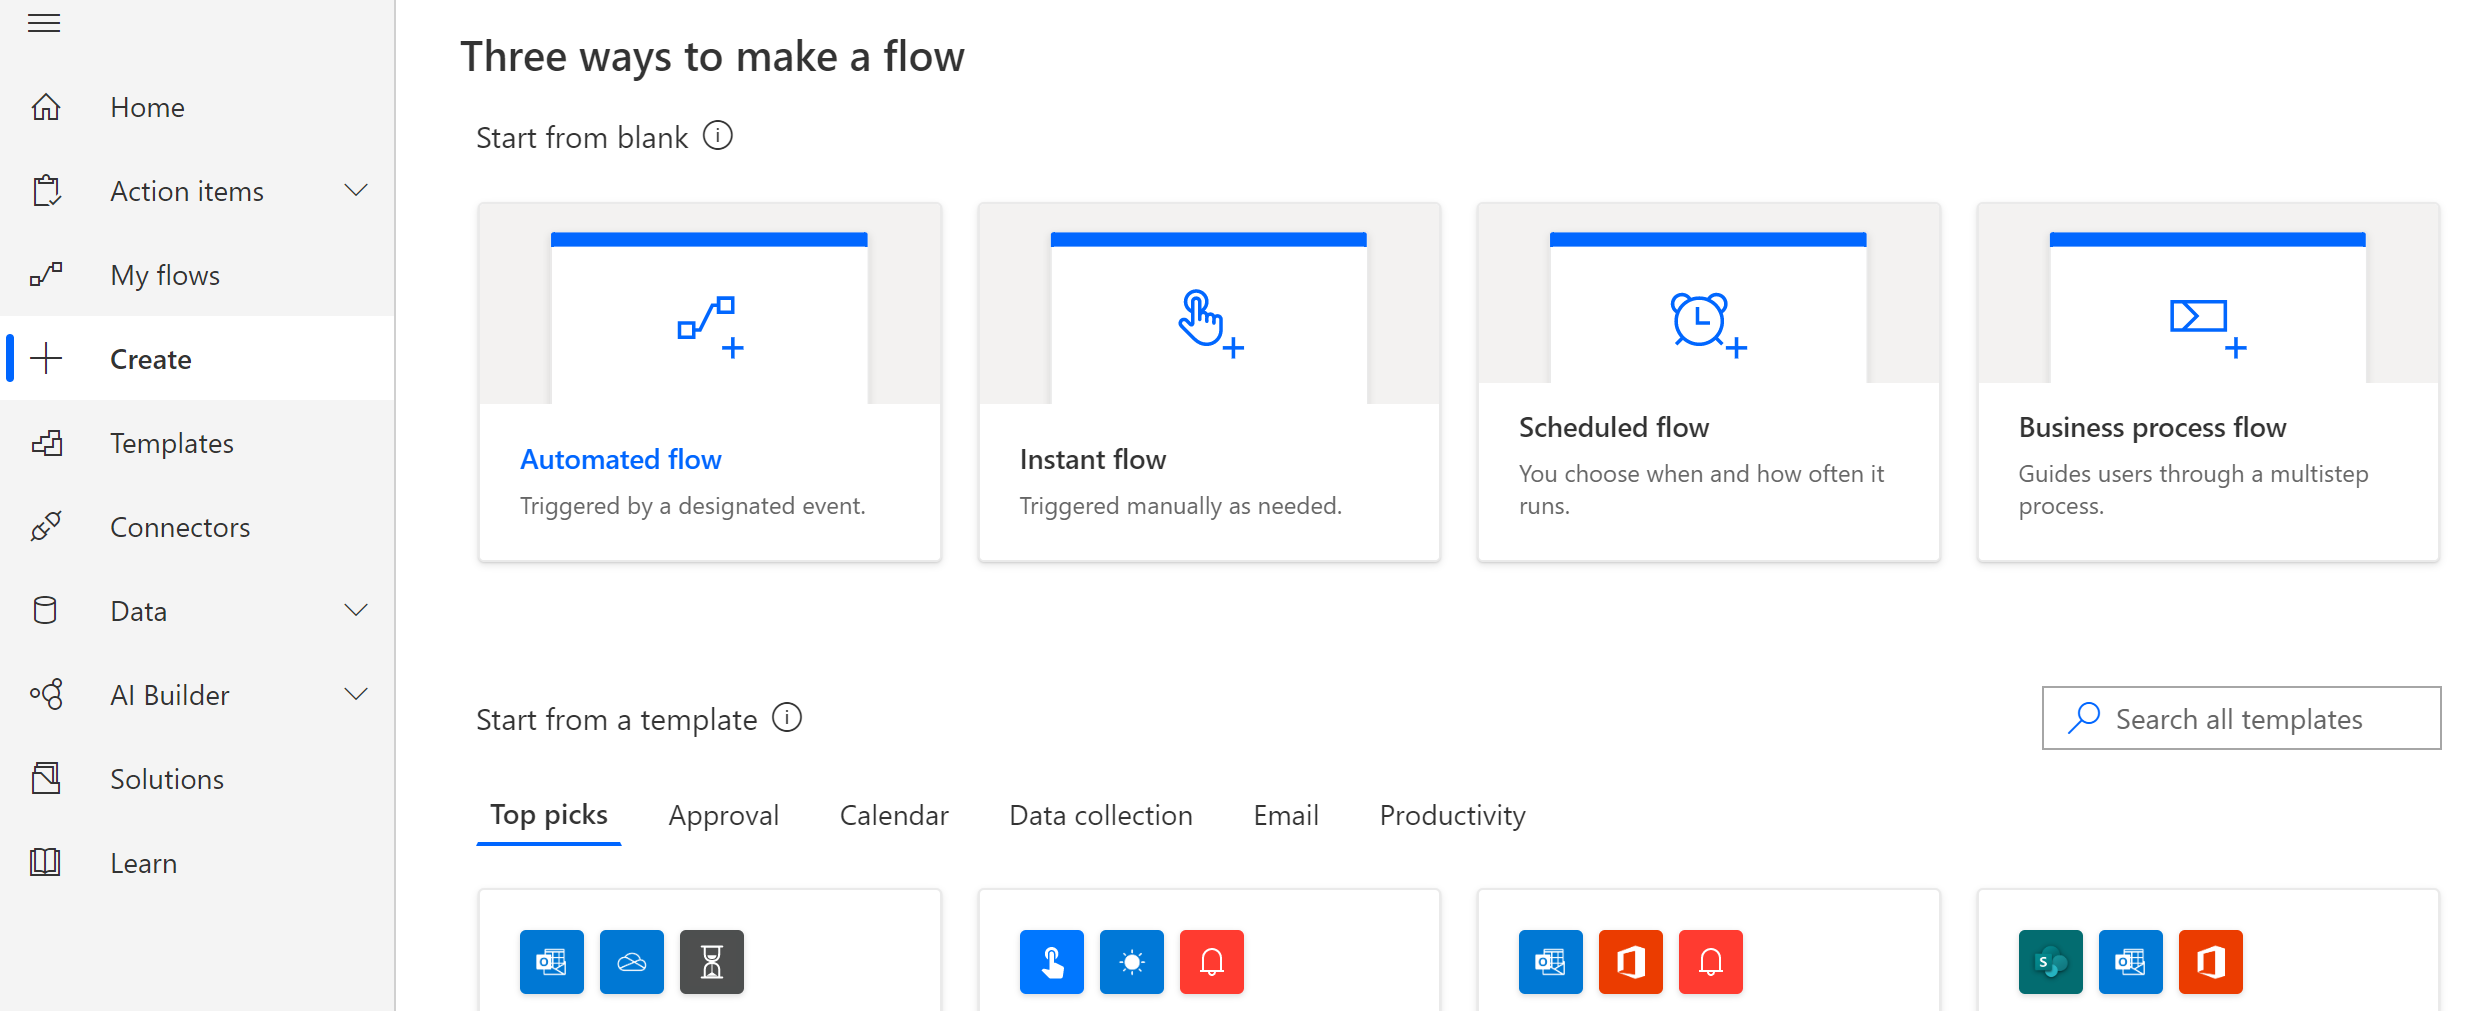 Three ways to make a flow
Start from blank
Home
Action items
My flows
Create
Templates
Connectors
Data
AI Builder
Solutions
Learn
Automated flow
Triggered by a designated event.
Instant flow
Triggered manually as needed.
Scheduled flow
You choose when and how often it
runs.
Business process flow
Guides users through a multistep
process.
Start from a template
Search all templates
Top picks
Approval
Calendar
Data collection
Email
Productivity